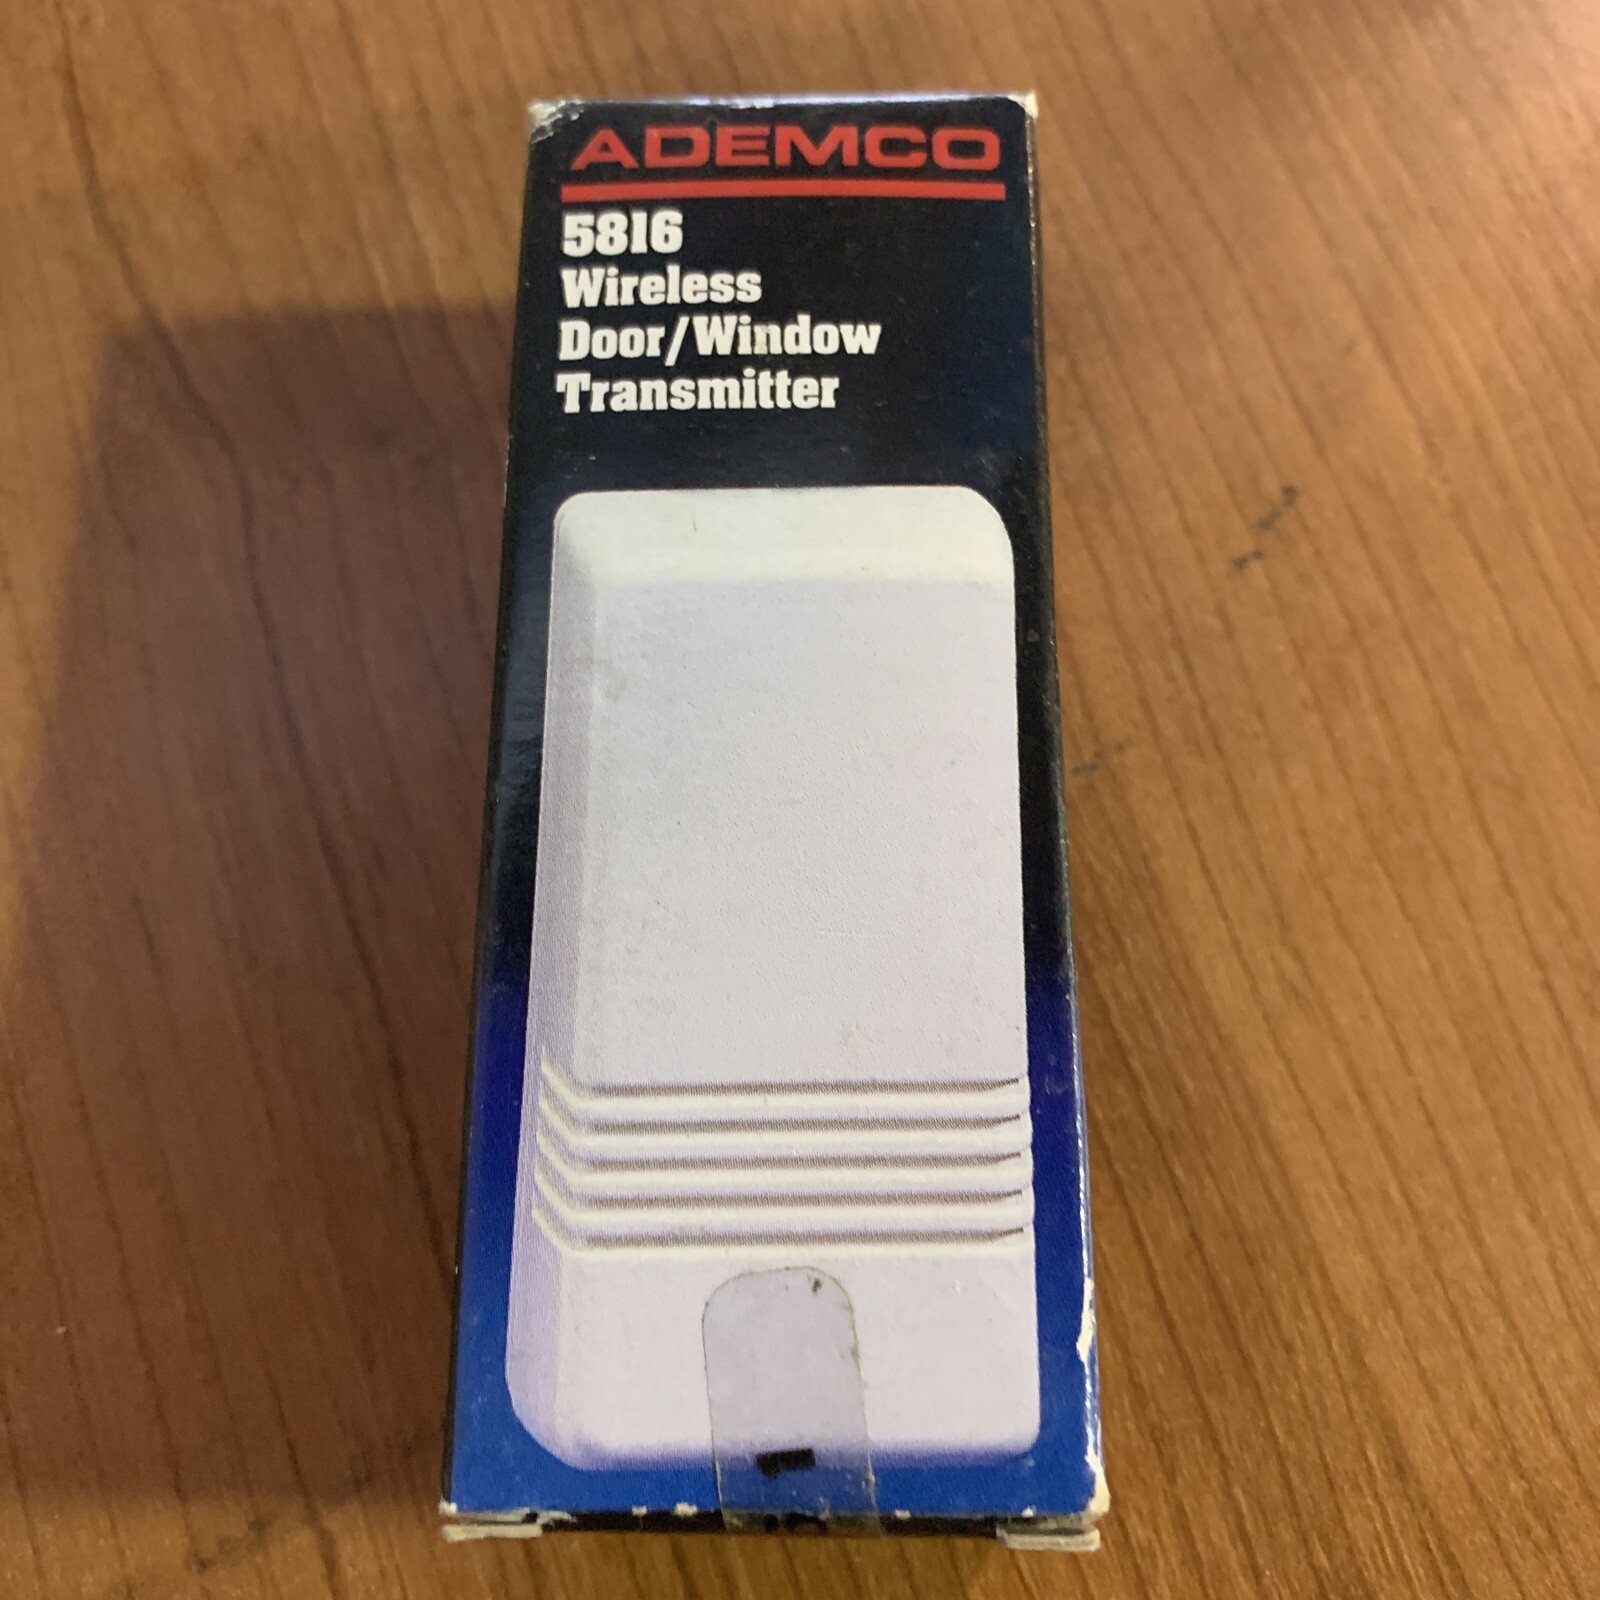 ADEMCO
5816
Wireless
Door/Window
Transmitter